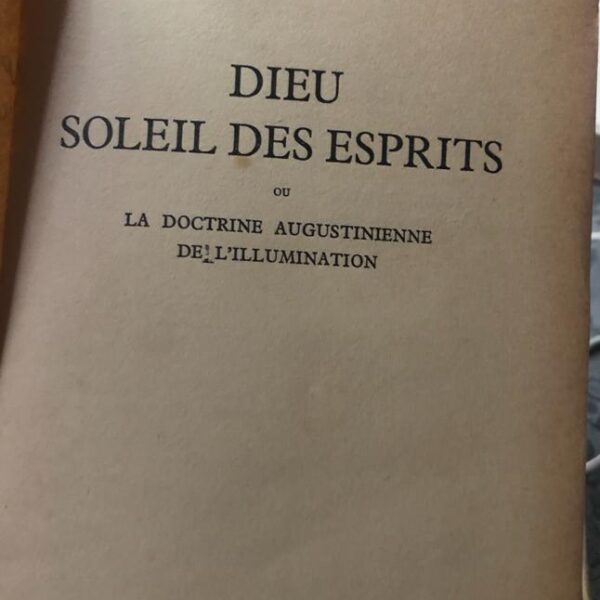 DIEU
SOLEIL DES ESPRITS
OU
LA DOCTRINE AUGUSTINIENNE
DE L'ILLUMINATION